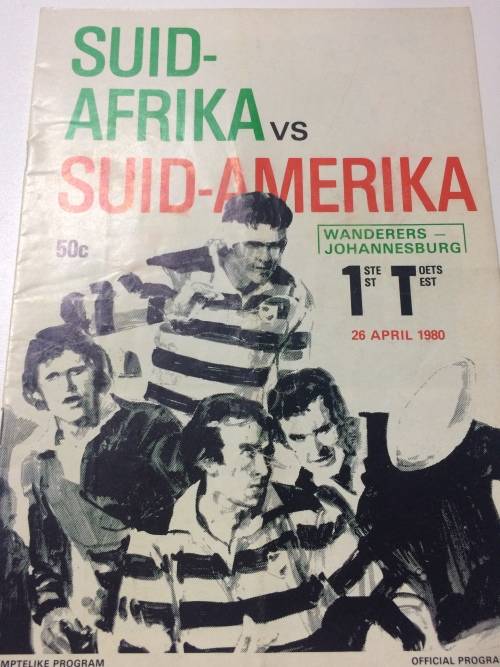 SUID-
AFRIKA VS
SUID-AMERIKA
50c
WANDERERS –
JOHANNESBURG
1STE TOETS
1ST TEST
26 APRIL 1980
MPTELIKE PROGRAM
OFFICIAL PROGRA